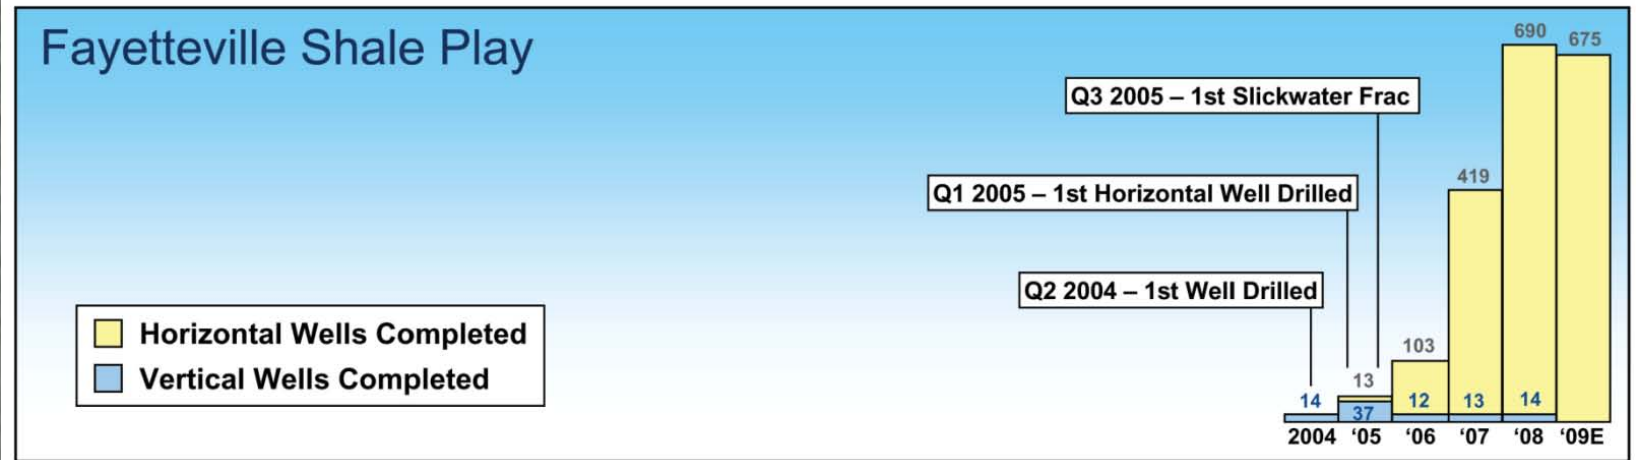 Fayetteville Shale Play
690
675
Q3 2005 – 1st Slickwater Frac
419
Q1 2005 – 1st Horizontal Well Drilled
Q2 2004 – 1st Well Drilled
Horizontal Wells Completed
Vertical Wells Completed
103
13
14
37
12
13
14
2004 ‘05 ‘06 ‘07 ‘08 ‘09E